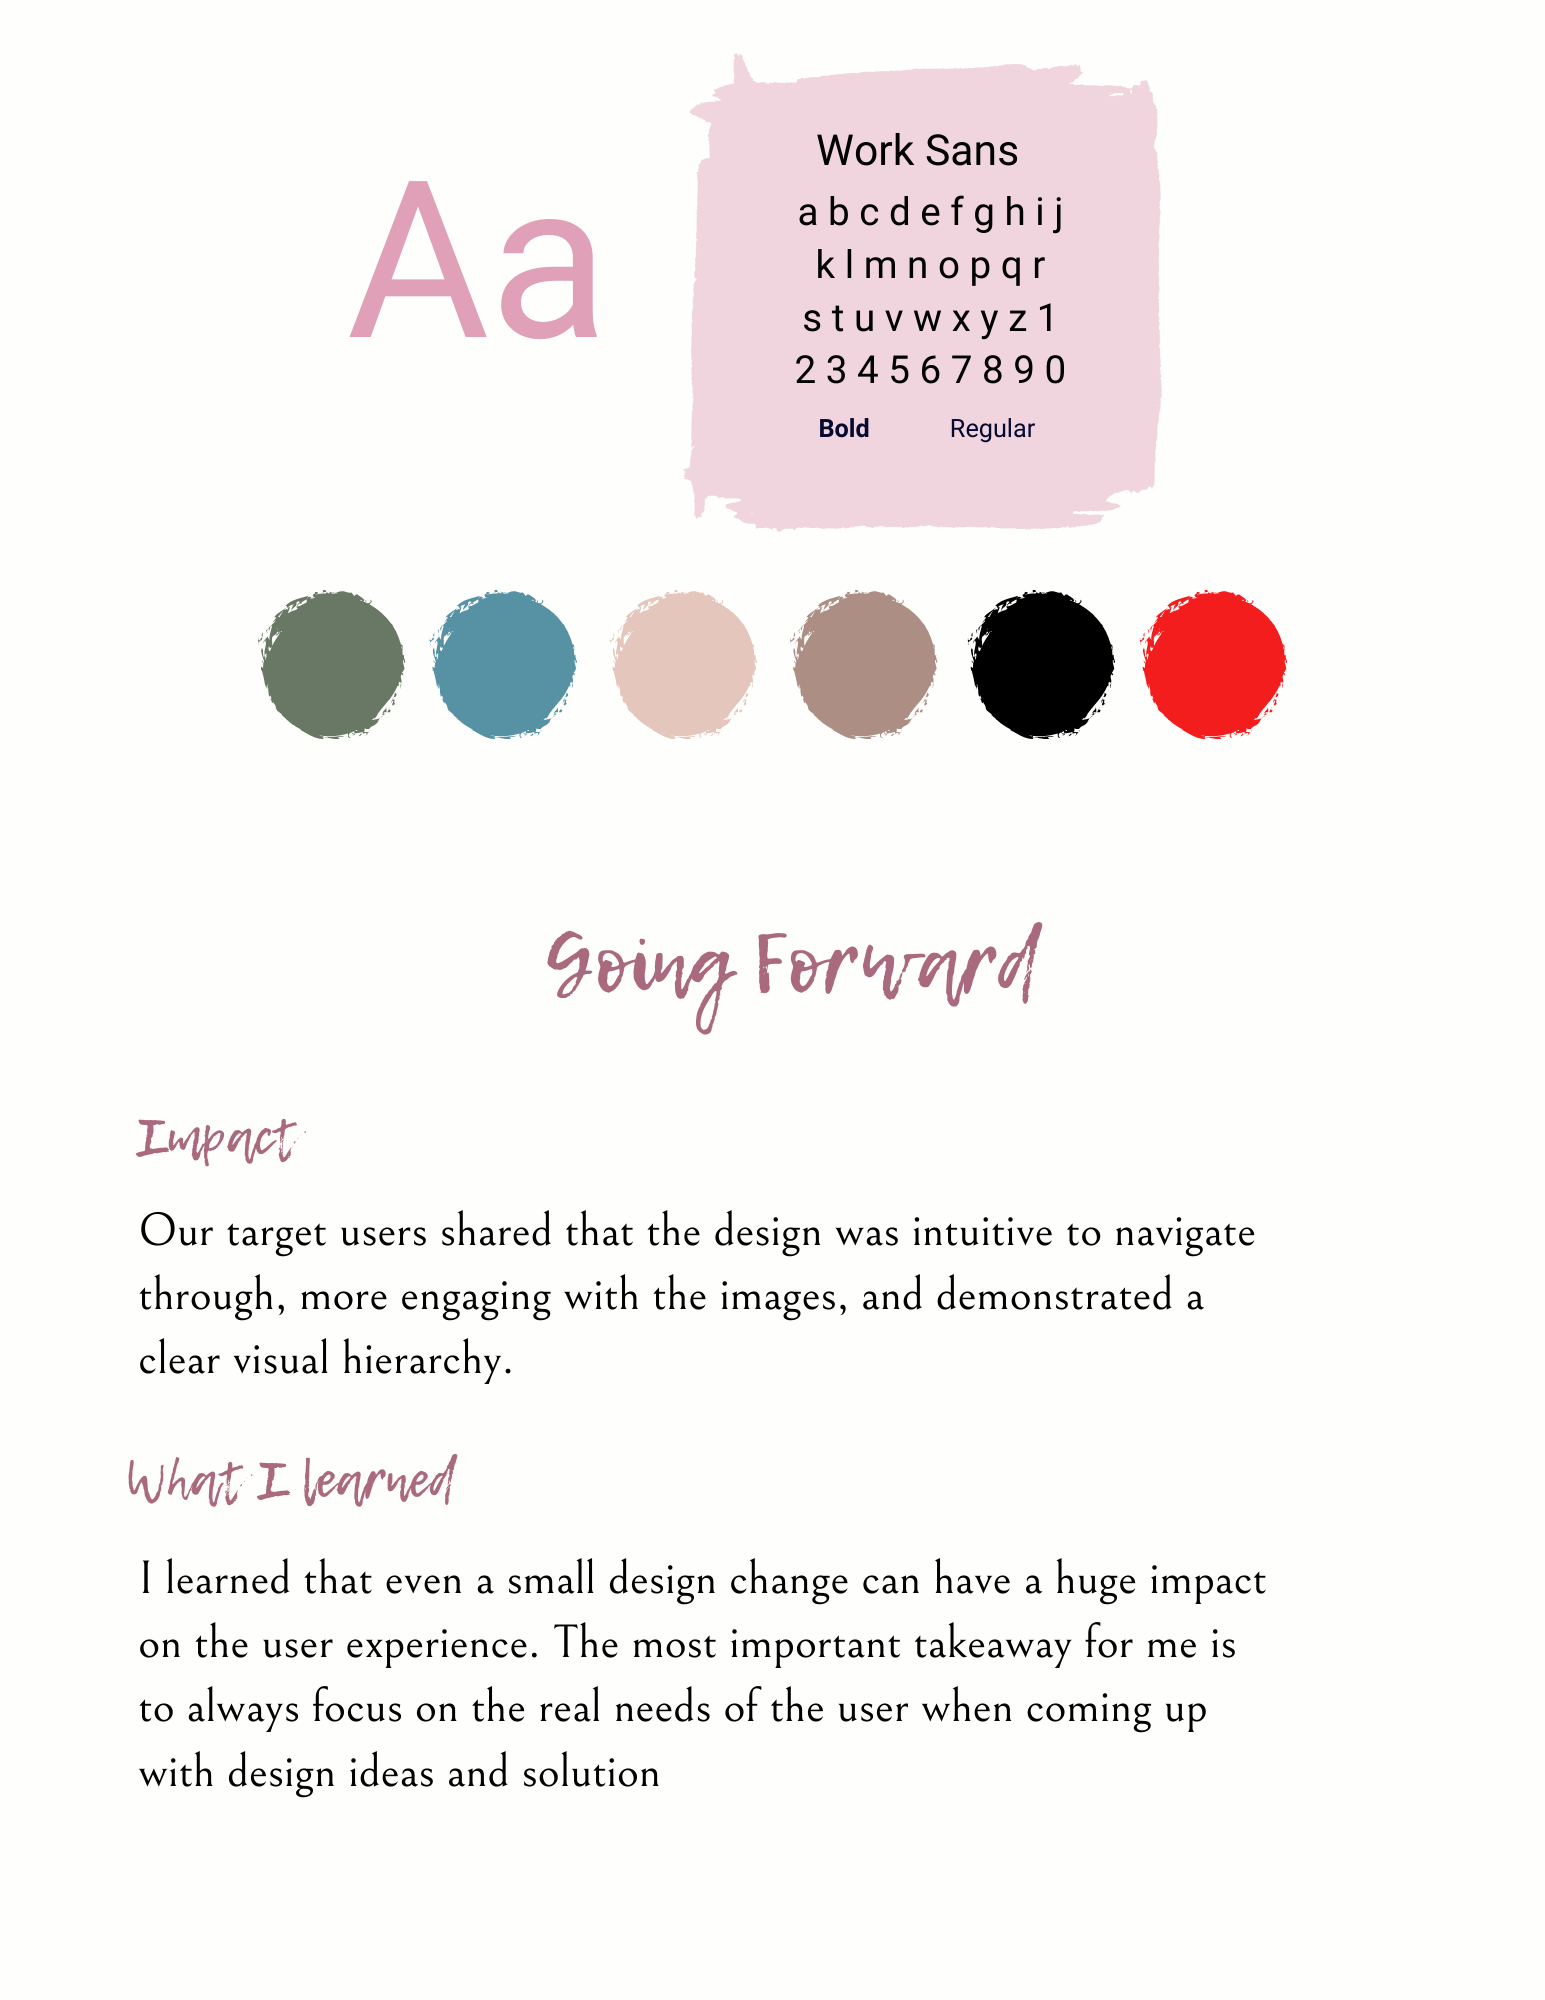 Aa
Work Sans
a b c d e f g h i j
k l m n o p q r
s t u v w x y z 1
2 3 4 5 6 7 8 9 0
Bold Regular
Going Forward
Impact
Our target users shared that the design was intuitive to navigate
through, more engaging with the images, and demonstrated a
clear visual hierarchy.
What I learned
I learned that even a small design change can have a huge impact
on the user experience. The most important takeaway for me is
to always focus on the real needs of the user when coming up
with design ideas and solution